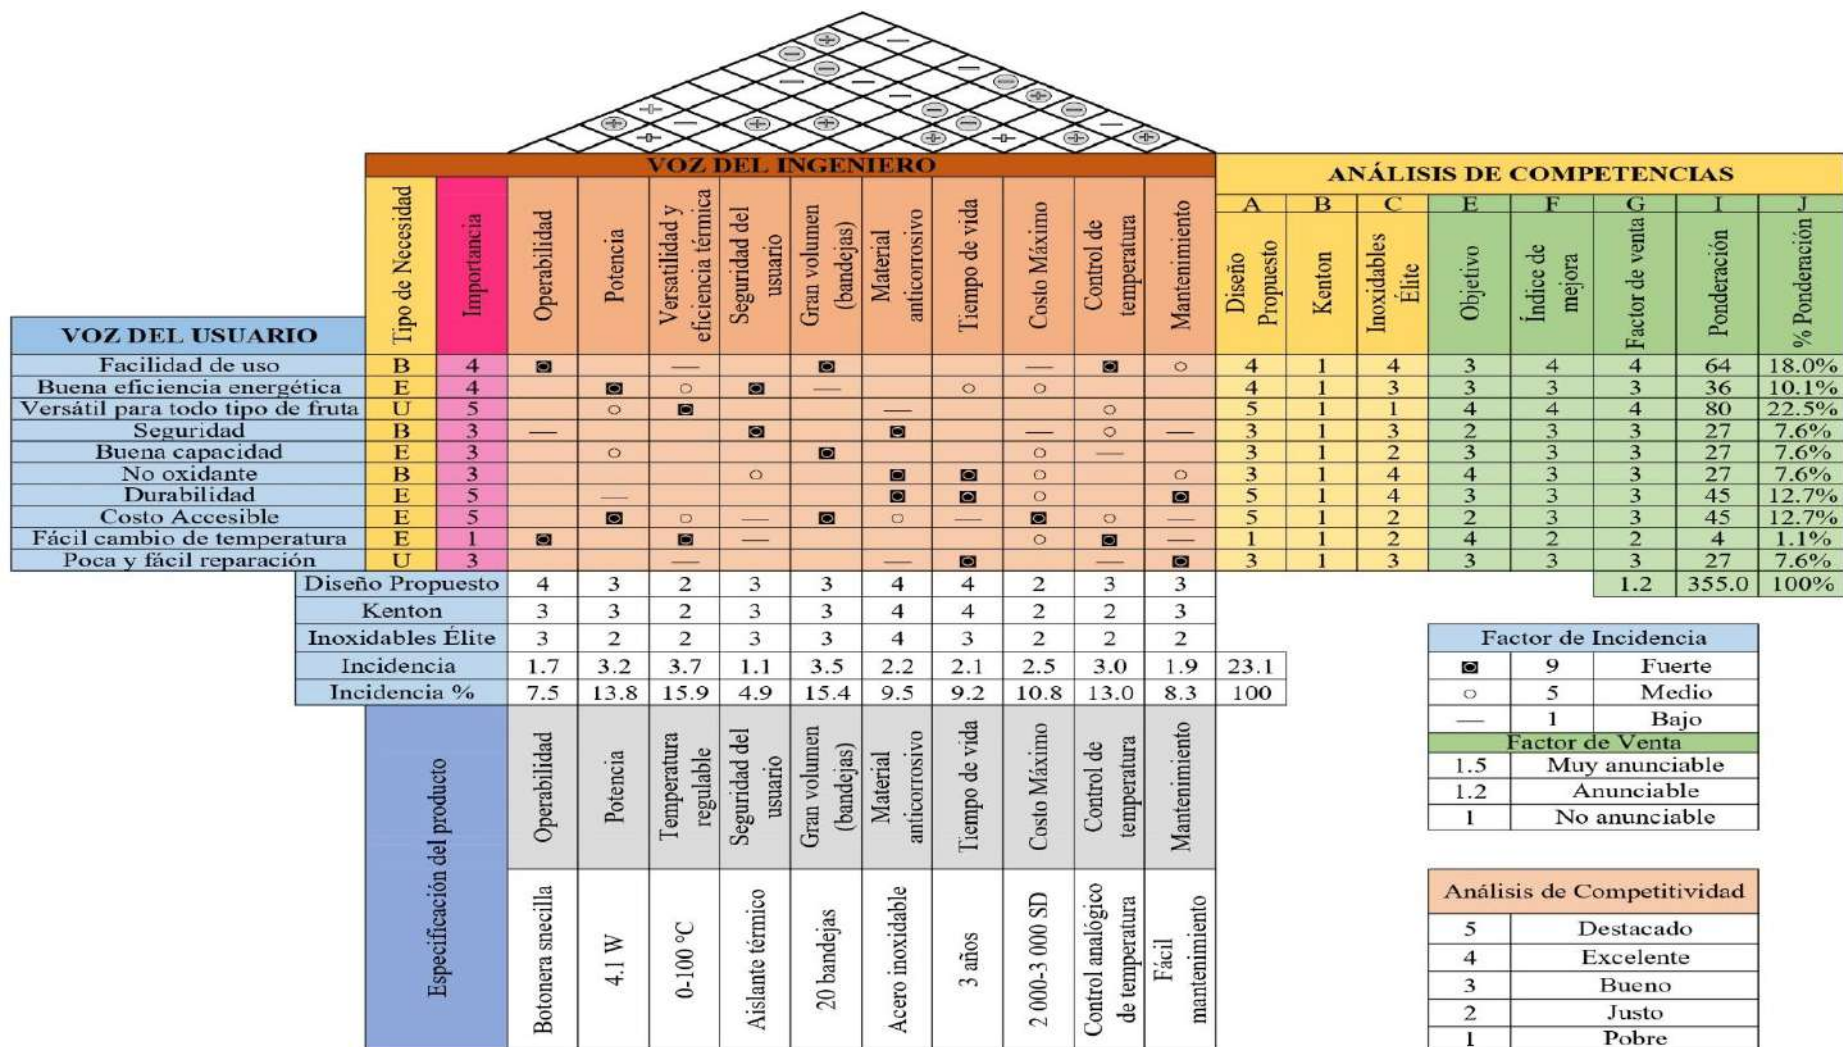 VOZ DEL INGENIERO
ANÁLISIS DE COMPETENCIAS
A B C E F G I J
VOZ DEL USUARIO Tipo de Necesidad Importancia Operabilidad Potencia Versatilidad y eficiencia térmica Seguridad del usuario Gran volumen (bandejas) Material anticorrosivo Tiempo de vida Costo Máximo Control de temperatura Mantenimiento Diseño Propuesto Kenton Inoxidables Élite Objetivo Índice de mejora Factor de venta Ponderación % Ponderación
Facilidad de uso B 4 ◙ — ◙ — ◙ ○ 4 1 4 3 4 4 64 18.0%
Buena eficiencia energética E 4 ◙ ○ ◙ — ○ ○ 4 1 3 3 3 3 36 10.1%
Versátil para todo tipo de fruta U 5 ○ ◙ — ○ 5 1 1 4 4 4 80 22.5%
Seguridad B 3 — ◙ ◙ — ○ — 3 1 3 2 3 3 27 7.6%
Buena capacidad E 3 ○ ◙ ○ — 3 1 2 3 3 3 27 7.6%
No oxidante B 3 ○ ◙ ◙ ○ ○ 3 1 4 4 3 3 27 7.6%
Durabilidad E 5 — ◙ ◙ ○ ◙ 5 1 4 3 3 3 45 12.7%
Costo Accesible E 5 ◙ ○ — ◙ ○ — ◙ ○ — 5 1 2 2 3 3 45 12.7%
Fácil cambio de temperatura E 1 ◙ ◙ — ○ ◙ — 1 1 2 4 2 2 4 1.1%
Poca y fácil reparación U 3 — — ◙ — ◙ 3 1 3 3 3 3 27 7.6%
Diseño Propuesto 4 3 2 3 3 4 4 2 3 3 1.2 355.0 100%
Kenton 3 3 2 3 3 4 4 2 2 3
Inoxidables Élite 3 2 2 3 3 4 3 2 2 2
Incidencia 1.7 3.2 3.7 1.1 3.5 2.2 2.1 2.5 3.0 1.9 23.1
Incidencia % 7.5 13.8 15.9 4.9 15.4 9.5 9.2 10.8 13.0 8.3 100
Especificación del producto
Operabilidad Potencia Temperatura regulable Seguridad del usuario Gran volumen (bandejas) Material anticorrosivo Tiempo de vida Costo Máximo Control de temperatura Mantenimiento
Botonera snecilla 4.1 W 0-100 °C Aislante térmico 20 bandejas Acero inoxidable 3 años 2 000-3 000 SD Control analógico de temperatura Fácil mantenimiento
Factor de Incidencia
◙ 9 Fuerte
○ 5 Medio
— 1 Bajo
Factor de Venta
1.5 Muy anunciable
1.2 Anunciable
1 No anunciable
Análisis de Competitividad
5 Destacado
4 Excelente
3 Bueno
2 Justo
1 Pobre